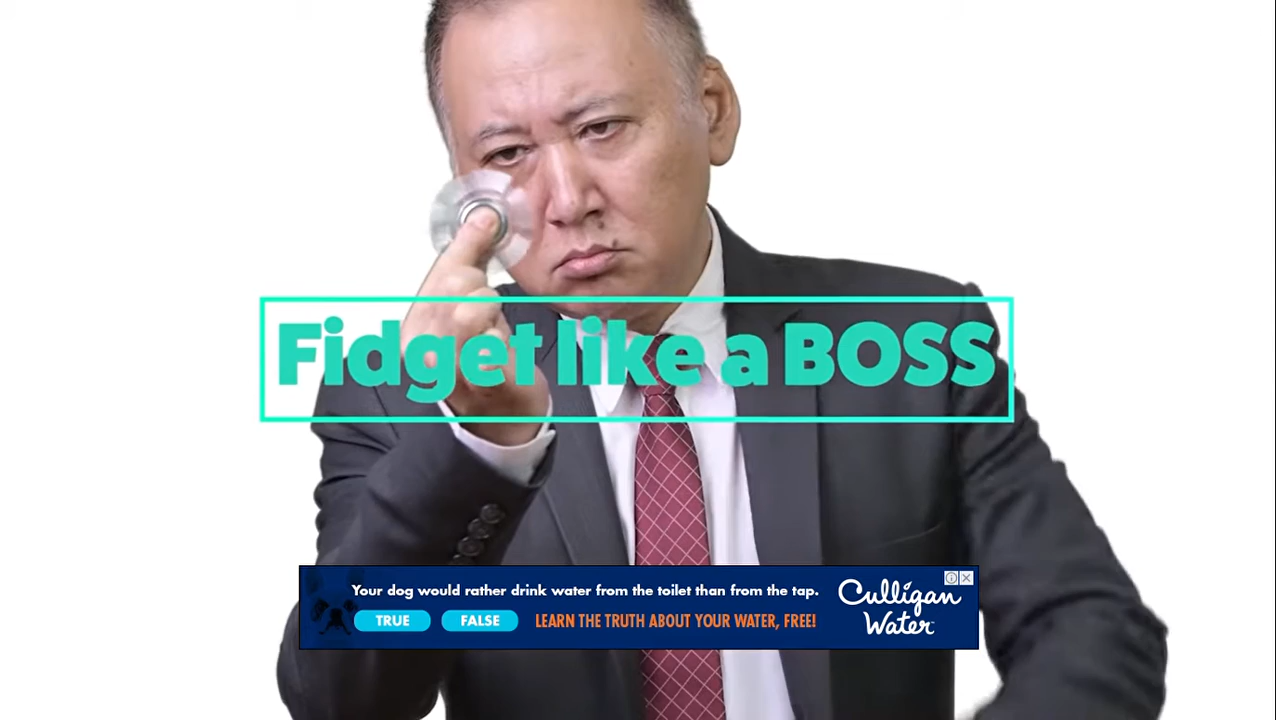 Fidget like a BOSS
Your dog would rather drink water from the toilet than from the tap.
TRUE
FALSE
LEARN THE TRUTH ABOUT YOUR WATER, FREE!
Culligan
Water